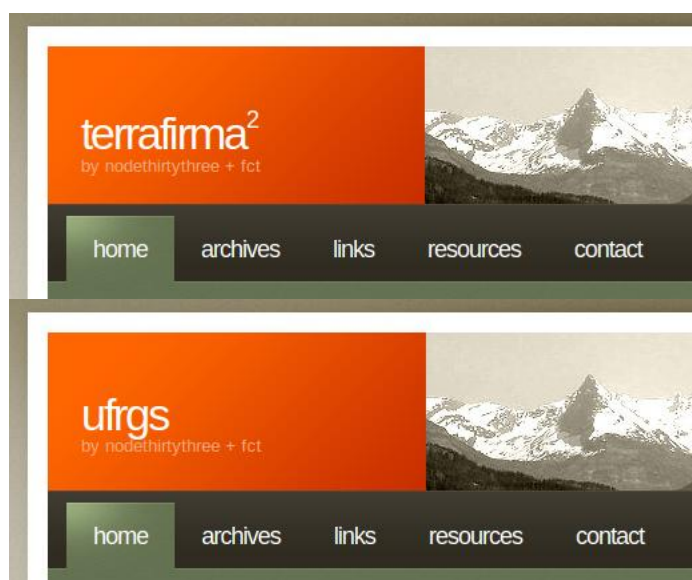 terrafirma2
by nodethirtythree + fct
home archives links resources contact
ufrgs
by nodethirtythree + fct
home archives links resources contact